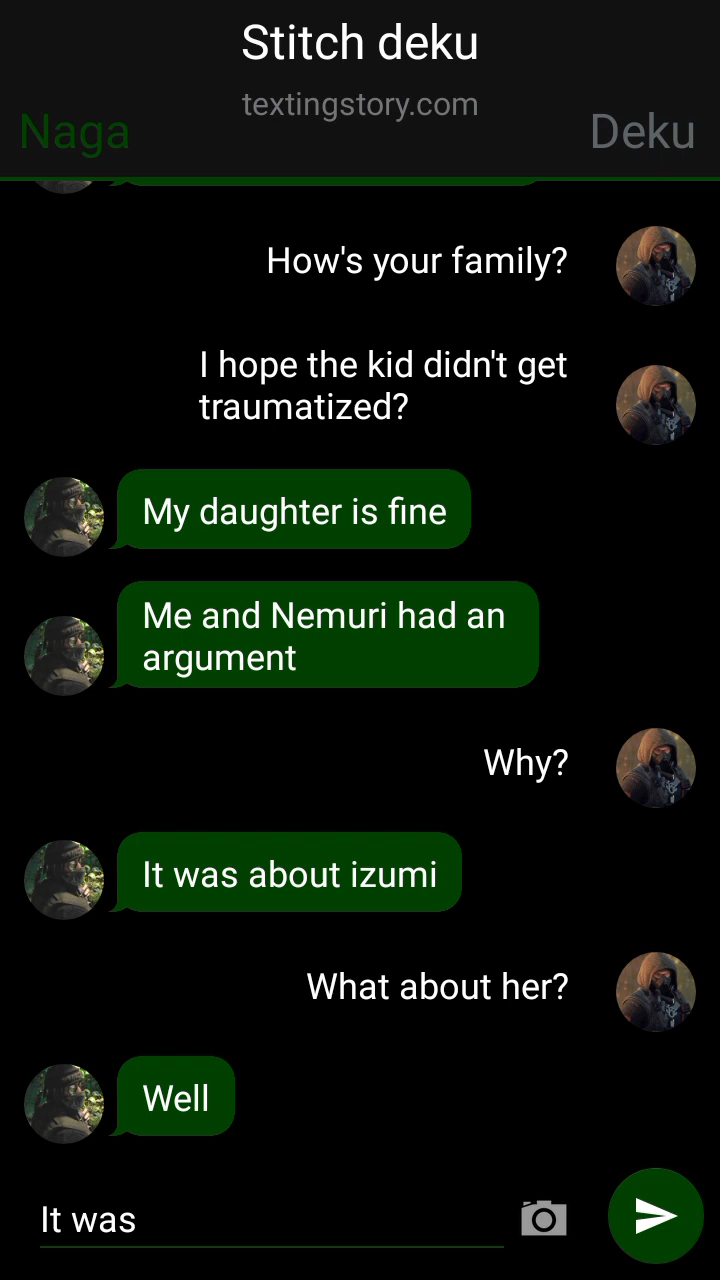 Stitch deku
textingstory.com
Naga
Deku
How's your family?
I hope the kid didn't get
traumatized?
My daughter is fine
Me and Nemuri had an
argument
Why?
It was about izumi
What about her?
Well
It was